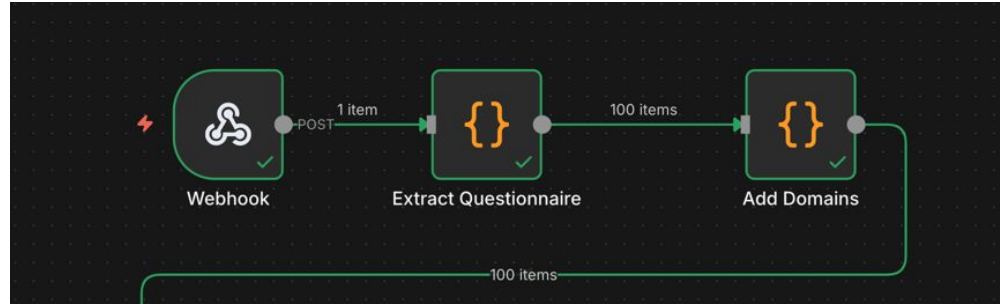 1 item
100 items
POST
{}
{}
Webhook
Extract Questionnaire
Add Domains
100 items